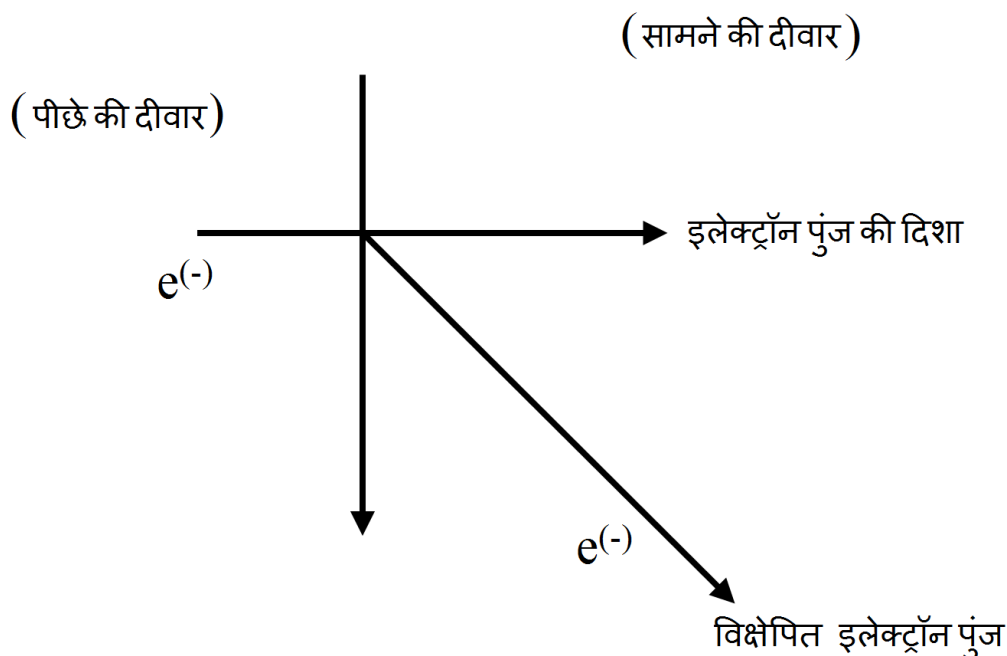 (सामने की दीवार)
(पीछे की दीवार)
इलेक्ट्रॉन पुंज की दिशा
e(-)
e(-)
विक्षेपित इलेक्ट्रॉन पुंज